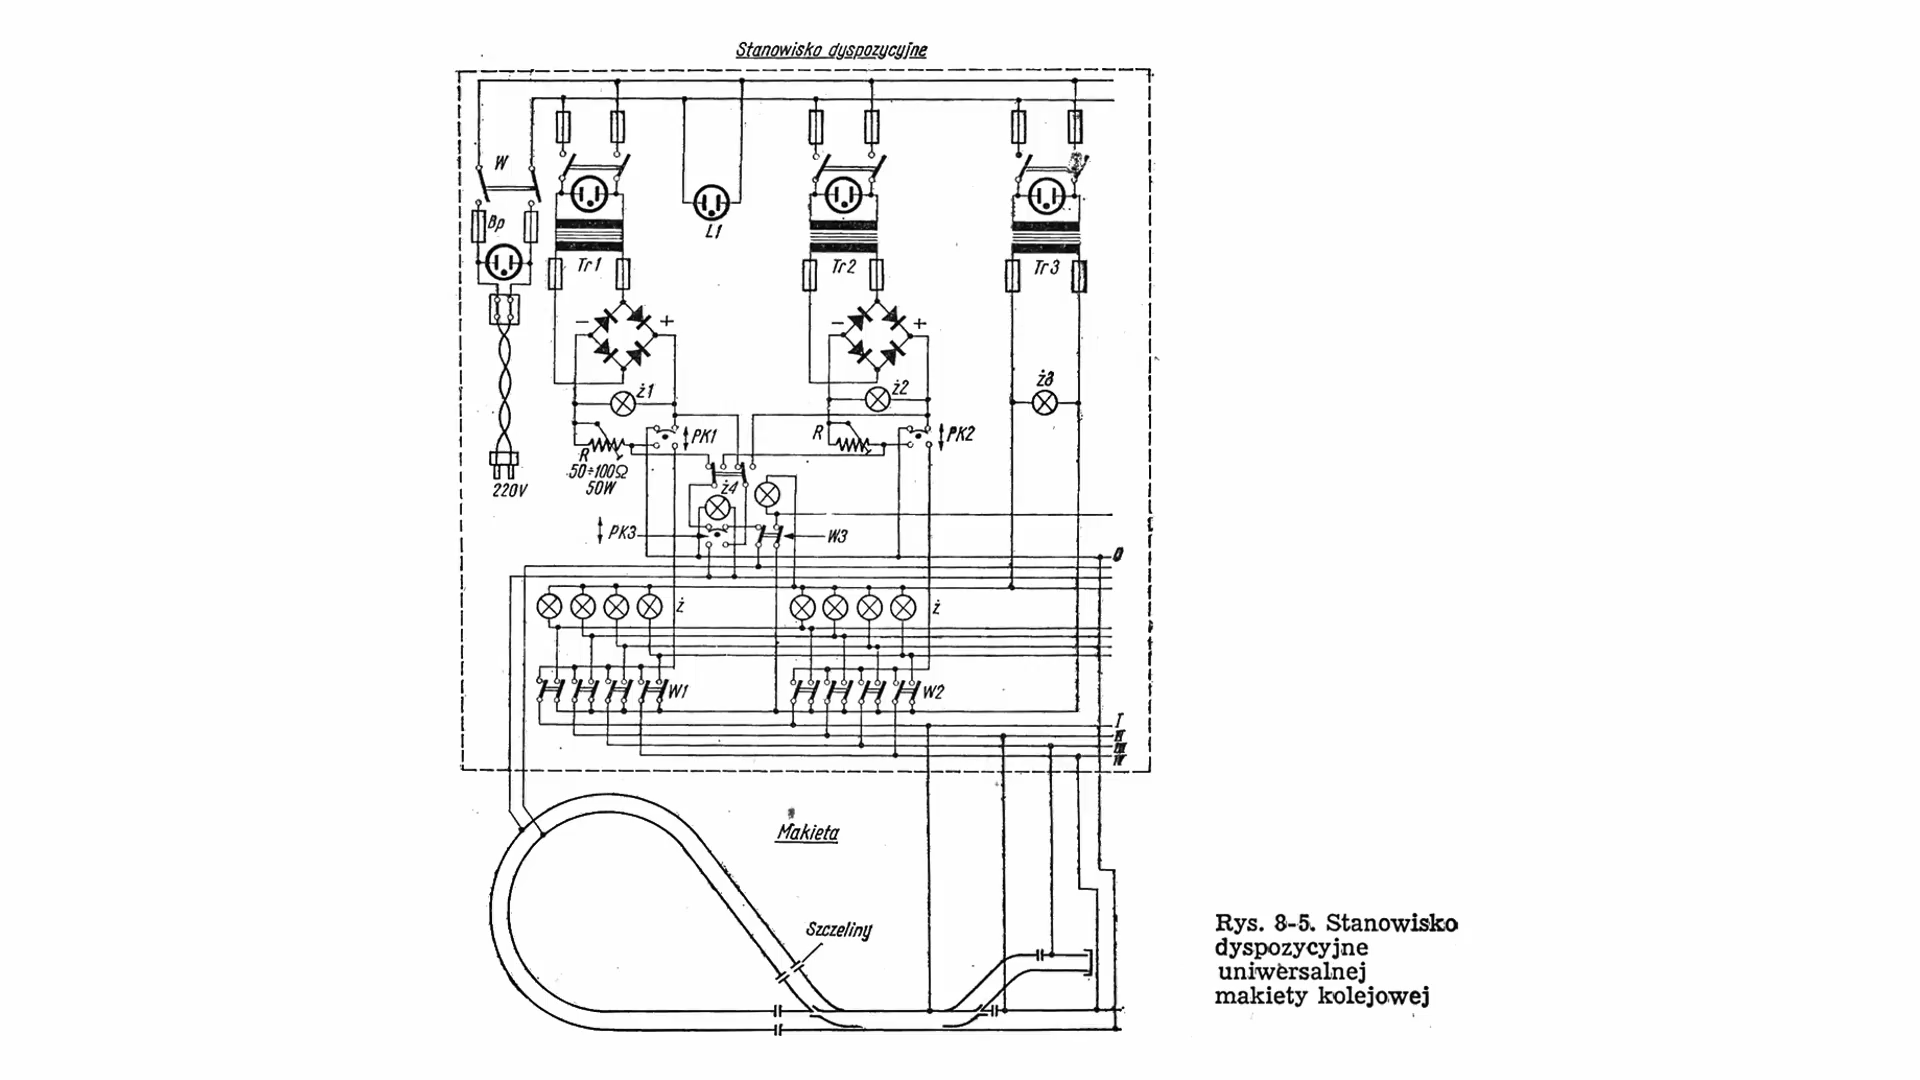 Stanowisko dyspozycyjne
W
Bp
L1
Tr1
Tr2
Tr3
− +
− +
ż1
ż2
ż3
PK1
R
PK2
R
50÷100Ω
50W
220V
ż4
PK3
W3
0
ż
ż
W1
W2
I
II
III
IV
Makieta
Szczeliny
Rys. 8-5. Stanowisko
dyspozycyjne
uniwersalnej
makiety kolejowej